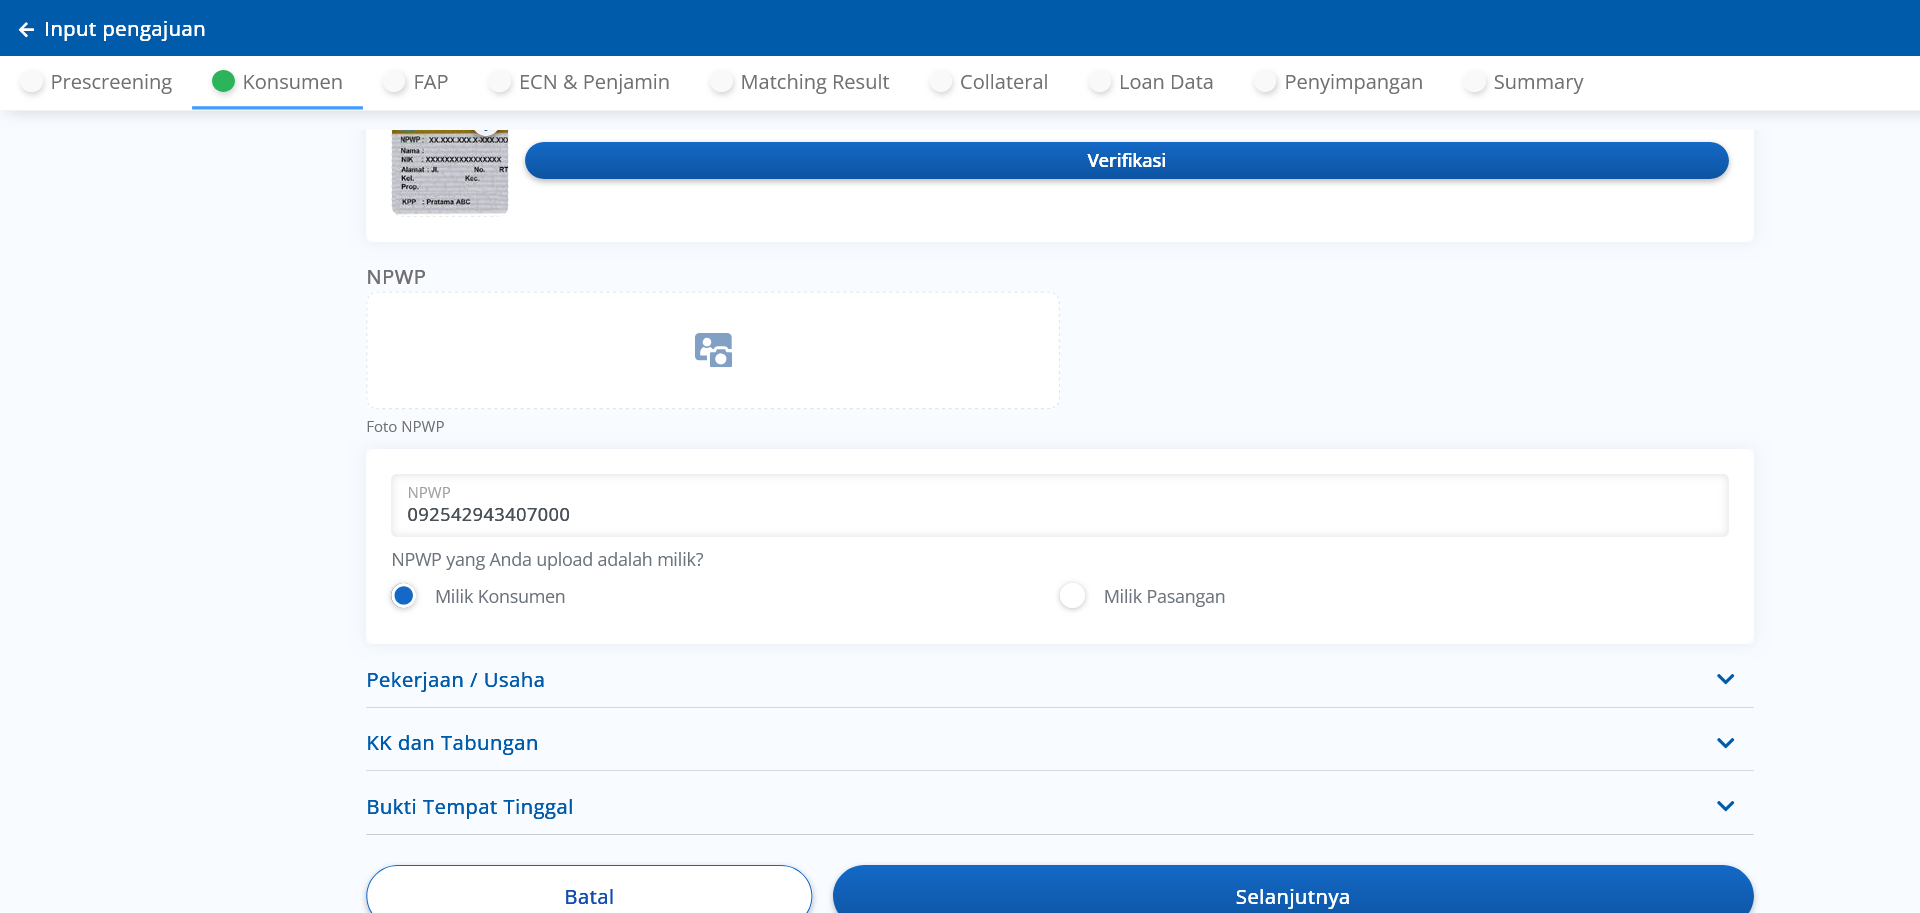 Input pengajuan
Prescreening Konsumen FAP ECN & Penjamin Matching Result Collateral Loan Data Penyimpangan Summary
NPWP : XX.XXX.XXX.X-XXX.XXX
Nama :
NIK : XXXXXXXXXXXXXXXX
Alamat : Jl. No. RT
Kel. Kec.
Prop.
KPP : Pratama ABC
Verifikasi
NPWP
Foto NPWP
NPWP
092542943407000
NPWP yang Anda upload adalah milik?
Milik Konsumen Milik Pasangan
Pekerjaan / Usaha
KK dan Tabungan
Bukti Tempat Tinggal
Batal Selanjutnya